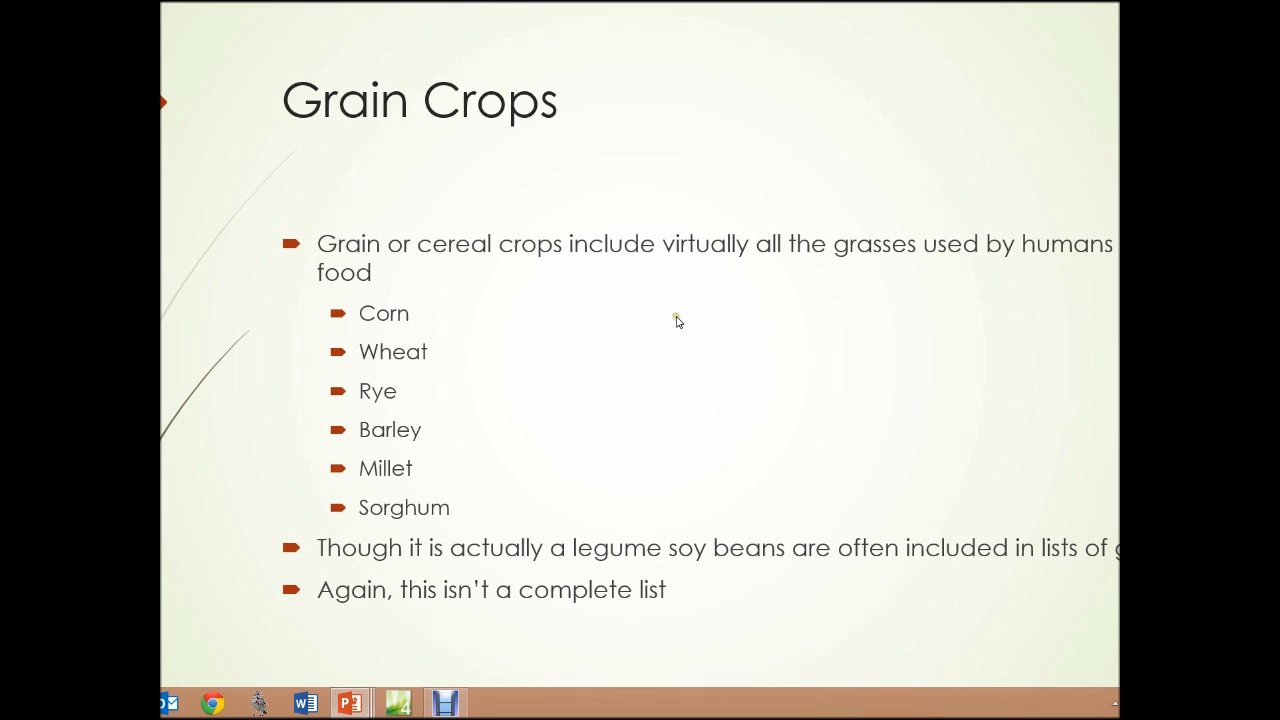 Grain Crops
Grain or cereal crops include virtually all the grasses used by humans
food
Corn
Wheat
Rye
Barley
Millet
Sorghum
Though it is actually a legume soy beans are often included in lists of
Again, this isn’t a complete list